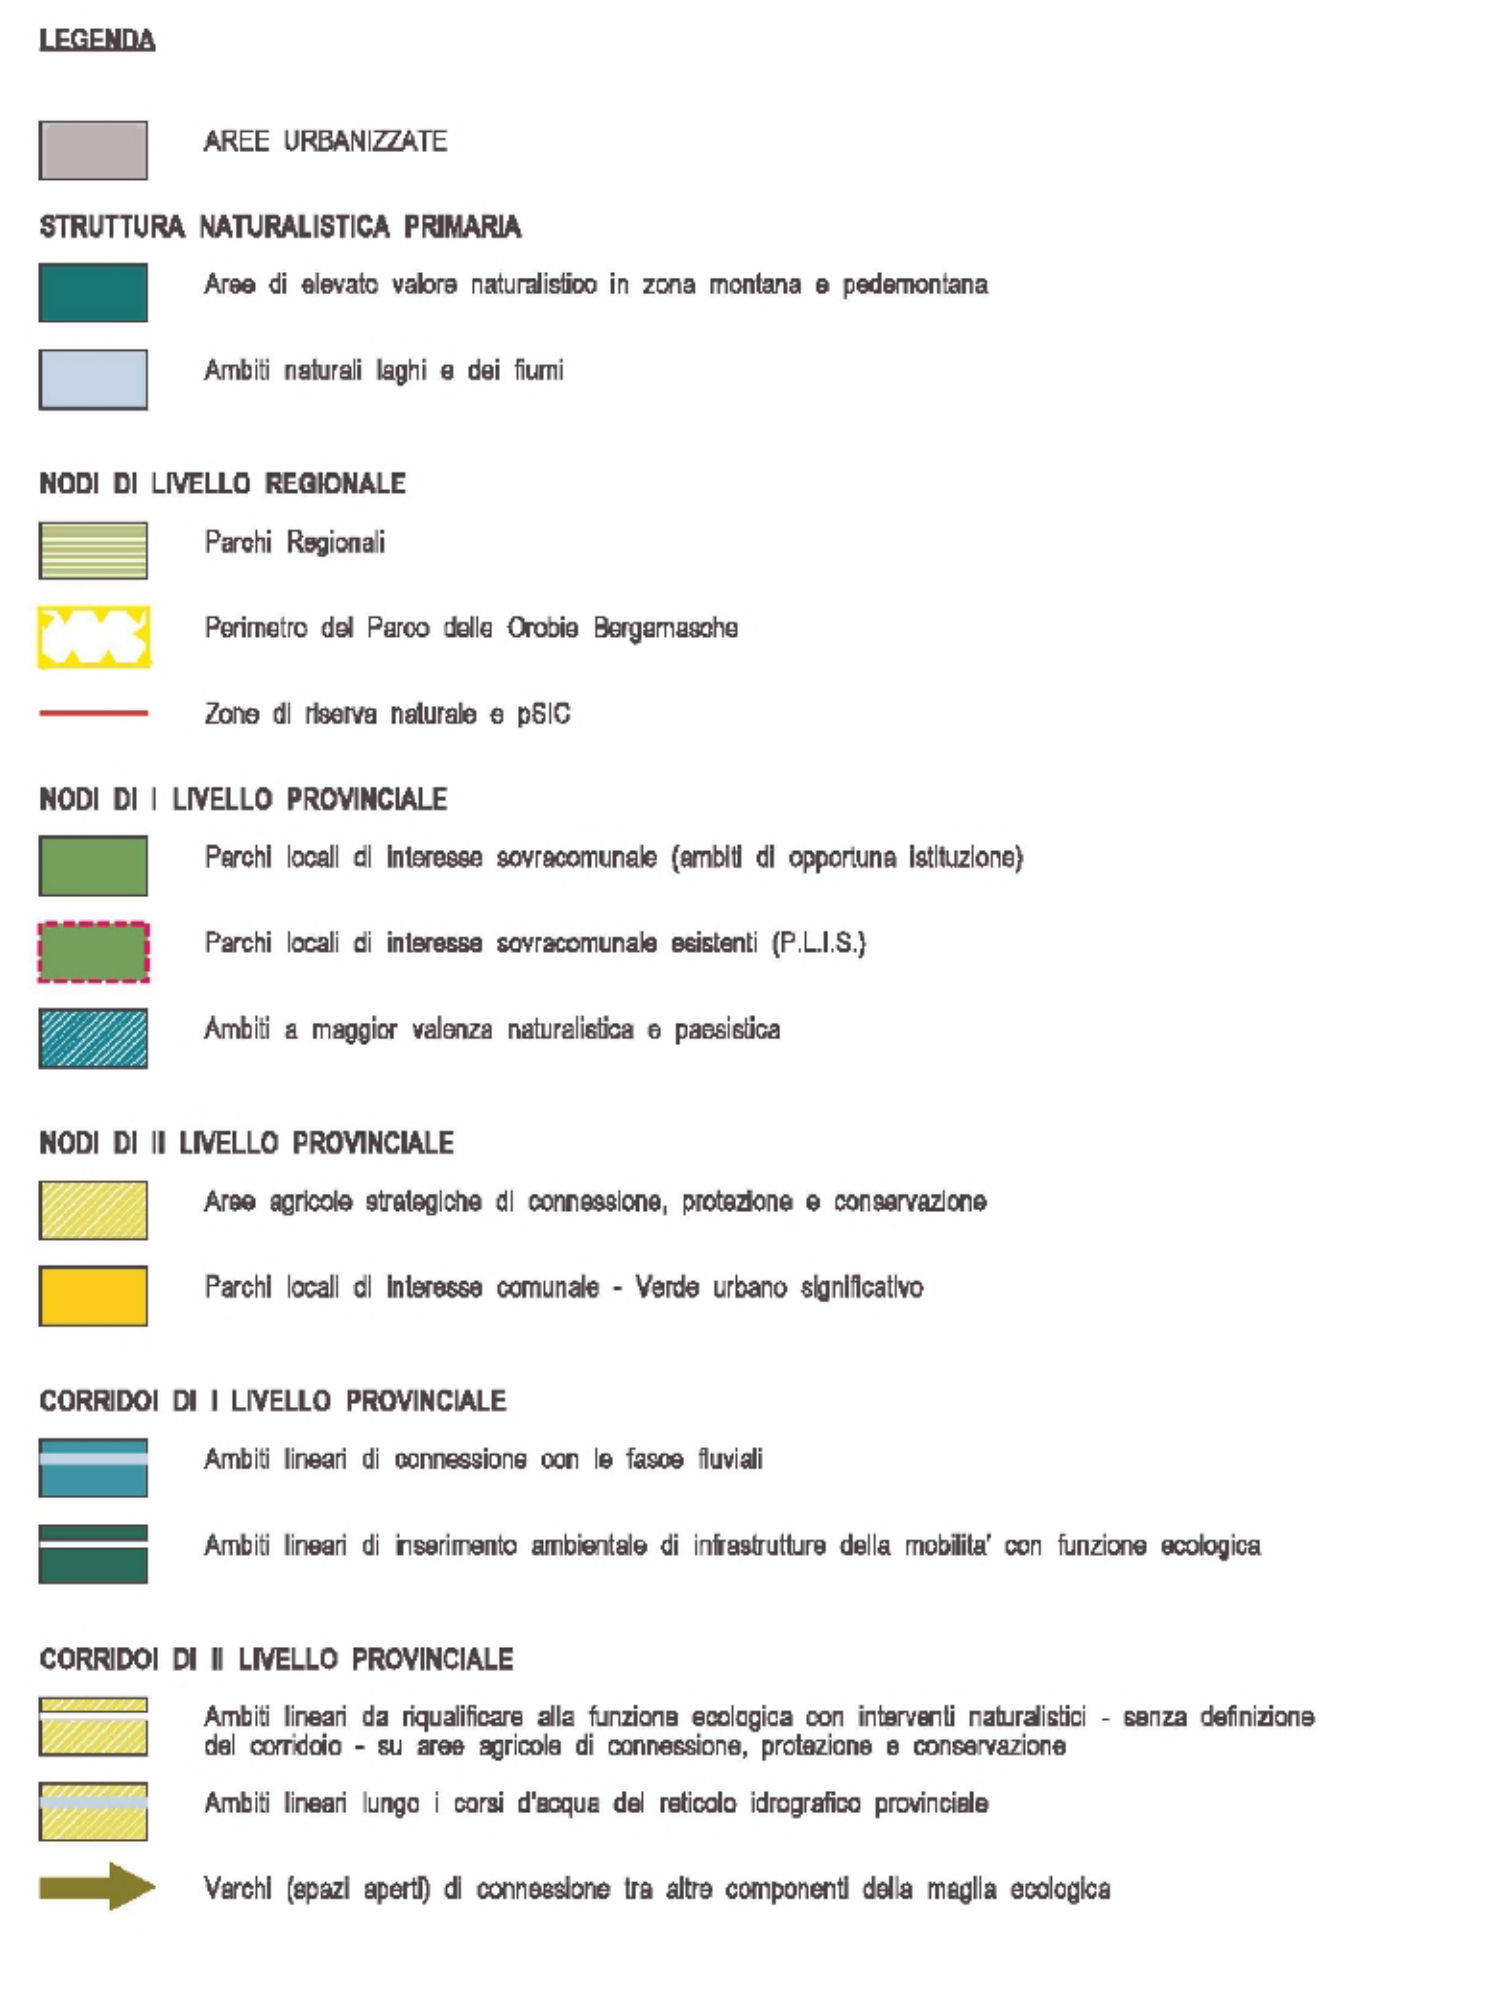 LEGENDA
AREE URBANIZZATE
STRUTTURA NATURALISTICA PRIMARIA
Aree di elevato valore naturalistico in zona montana e pedemontana
Ambiti naturali laghi e dei fiumi
NODI DI LIVELLO REGIONALE
Parchi Regionali
Perimetro del Parco delle Orobie Bergamasche
Zone di riserva naturale e pSIC
NODI DI I LIVELLO PROVINCIALE
Parchi locali di interesse sovracomunale (ambiti di opportuna istituzione)
Parchi locali di interesse sovracomunale esistenti (P.L.I.S.)
Ambiti a maggior valenza naturalistica e paesistica
NODI DI II LIVELLO PROVINCIALE
Aree agricole strategiche di connessione, protezione e conservazione
Parchi locali di interesse comunale - Verde urbano significativo
CORRIDOI DI I LIVELLO PROVINCIALE
Ambiti lineari di connessione con le fasce fluviali
Ambiti lineari di inserimento ambientale di infrastrutture della mobilita' con funzione ecologica
CORRIDOI DI II LIVELLO PROVINCIALE
Ambiti lineari da riqualificare alla funzione ecologica con interventi naturalistici - senza definizione
del corridoio - su aree agricole di connessione, protezione e conservazione
Ambiti lineari lungo i corsi d'acqua del reticolo idrografico provinciale
Varchi (spazi aperti) di connessione tra altre componenti della maglia ecologica